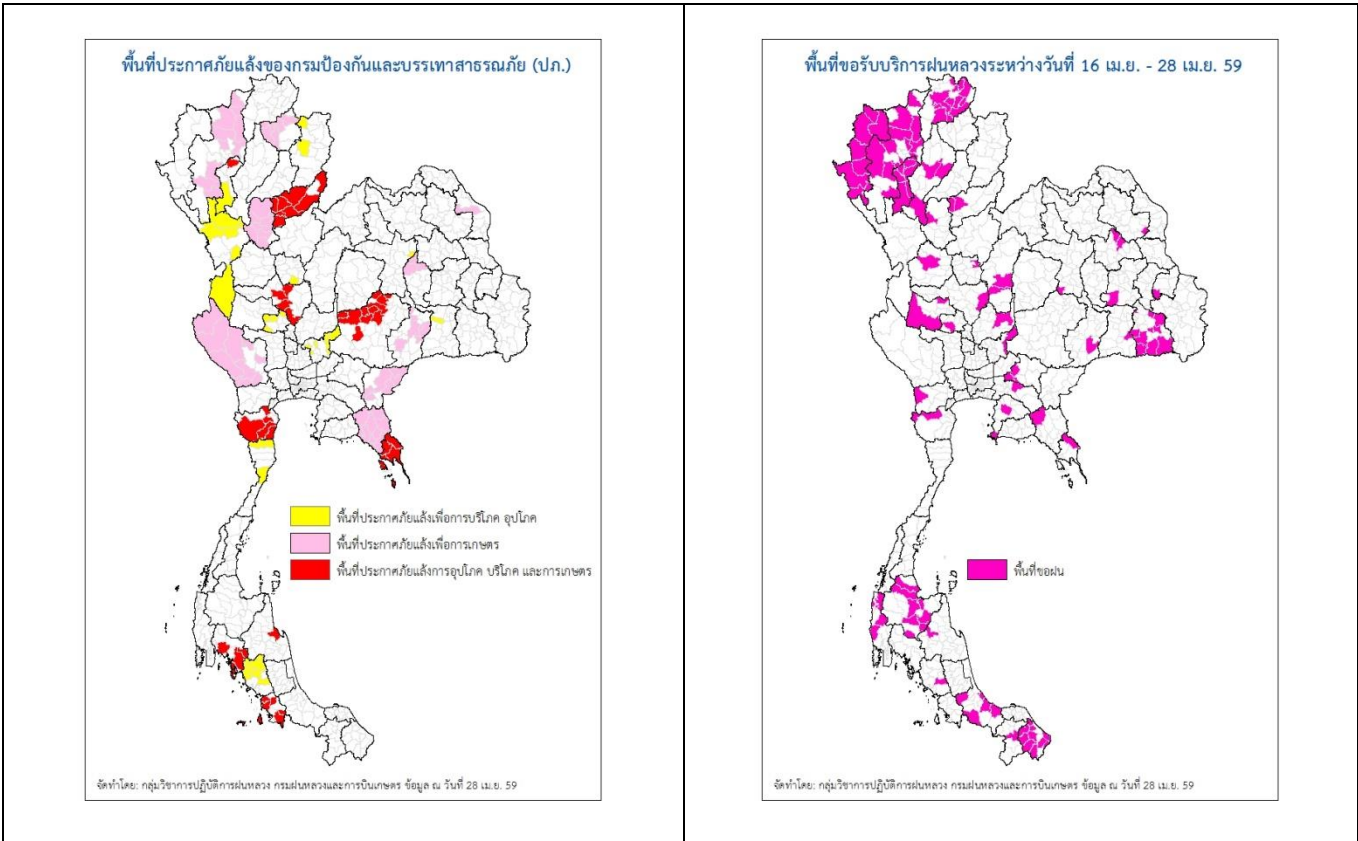 พื้นที่ประกาศภัยแล้งของกรมป้องกันและบรรเทาสาธารณภัย (ปภ.)
พื้นที่ประกาศภัยแล้งเพื่อการบริโภค อุปโภค
พื้นที่ประกาศภัยแล้งเพื่อการเกษตร
พื้นที่ประกาศภัยแล้งการอุปโภค บริโภค และการเกษตร
จัดทำโดย: กลุ่มวิชาการปฏิบัติการฝนหลวง กรมฝนหลวงและการบินเกษตร ข้อมูล ณ วันที่ 28 เม.ย. 59
พื้นที่ขอรับบริการฝนหลวงระหว่างวันที่ 16 เม.ย. - 28 เม.ย. 59
พื้นที่ขอฝน
จัดทำโดย: กลุ่มวิชาการปฏิบัติการฝนหลวง กรมฝนหลวงและการบินเกษตร ข้อมูล ณ วันที่ 28 เม.ย. 59